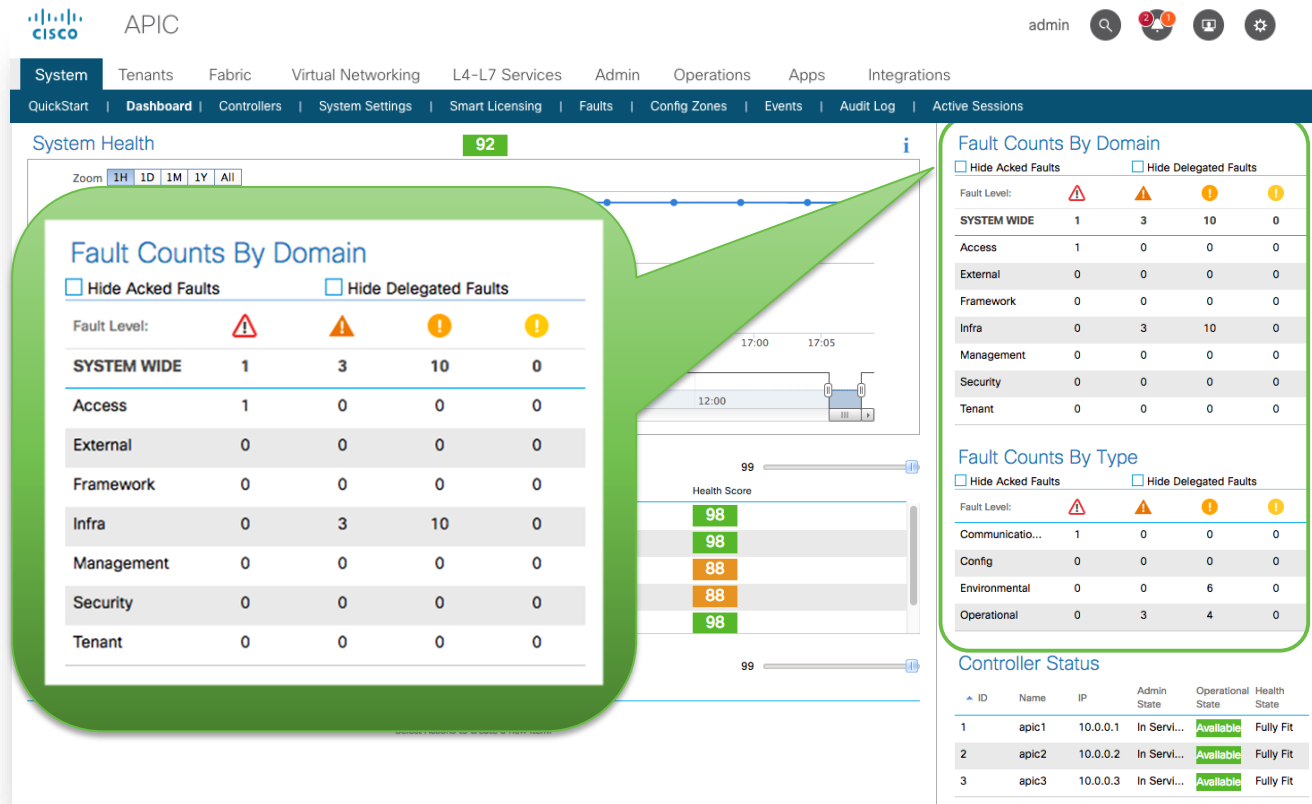 cisco APIC admin 2 1
System Tenants Fabric Virtual Networking L4-L7 Services Admin Operations Apps Integrations
QuickStart | Dashboard | Controllers | System Settings | Smart Licensing | Faults | Config Zones | Events | Audit Log | Active Sessions
System Health 92 i
Zoom 1H 1D 1M 1Y All
17:00 17:05
12:00
99
Health Score
98
98
88
88
98
99
Fault Counts By Domain
Hide Acked Faults Hide Delegated Faults
Fault Level:
SYSTEM WIDE 1 3 10 0
Access 1 0 0 0
External 0 0 0 0
Framework 0 0 0 0
Infra 0 3 10 0
Management 0 0 0 0
Security 0 0 0 0
Tenant 0 0 0 0
Fault Counts By Domain
Hide Acked Faults Hide Delegated Faults
Fault Level:
SYSTEM WIDE 1 3 10 0
Access 1 0 0 0
External 0 0 0 0
Framework 0 0 0 0
Infra 0 3 10 0
Management 0 0 0 0
Security 0 0 0 0
Tenant 0 0 0 0
Fault Counts By Type
Hide Acked Faults Hide Delegated Faults
Fault Level:
Communicatio... 1 0 0 0
Config 0 0 0 0
Environmental 0 0 6 0
Operational 0 3 4 0
Controller Status
ID Name IP Admin State Operational State Health State
1 apic1 10.0.0.1 In Servi... Available Fully Fit
2 apic2 10.0.0.2 In Servi... Available Fully Fit
3 apic3 10.0.0.3 In Servi... Available Fully Fit